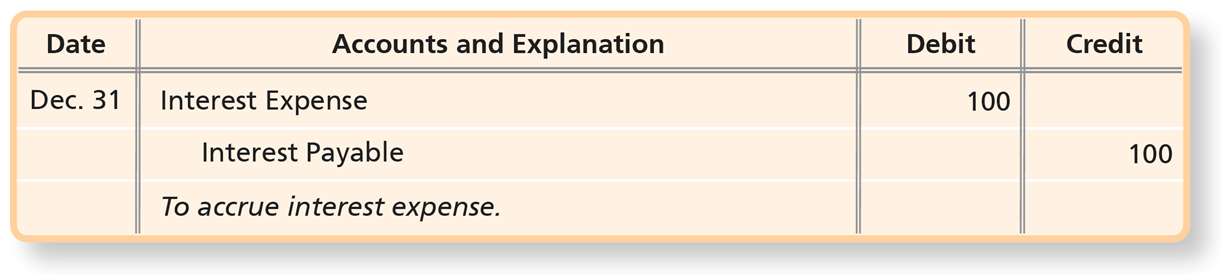 Date Accounts and Explanation Debit Credit
Dec. 31 Interest Expense 100
Interest Payable 100
To accrue interest expense.